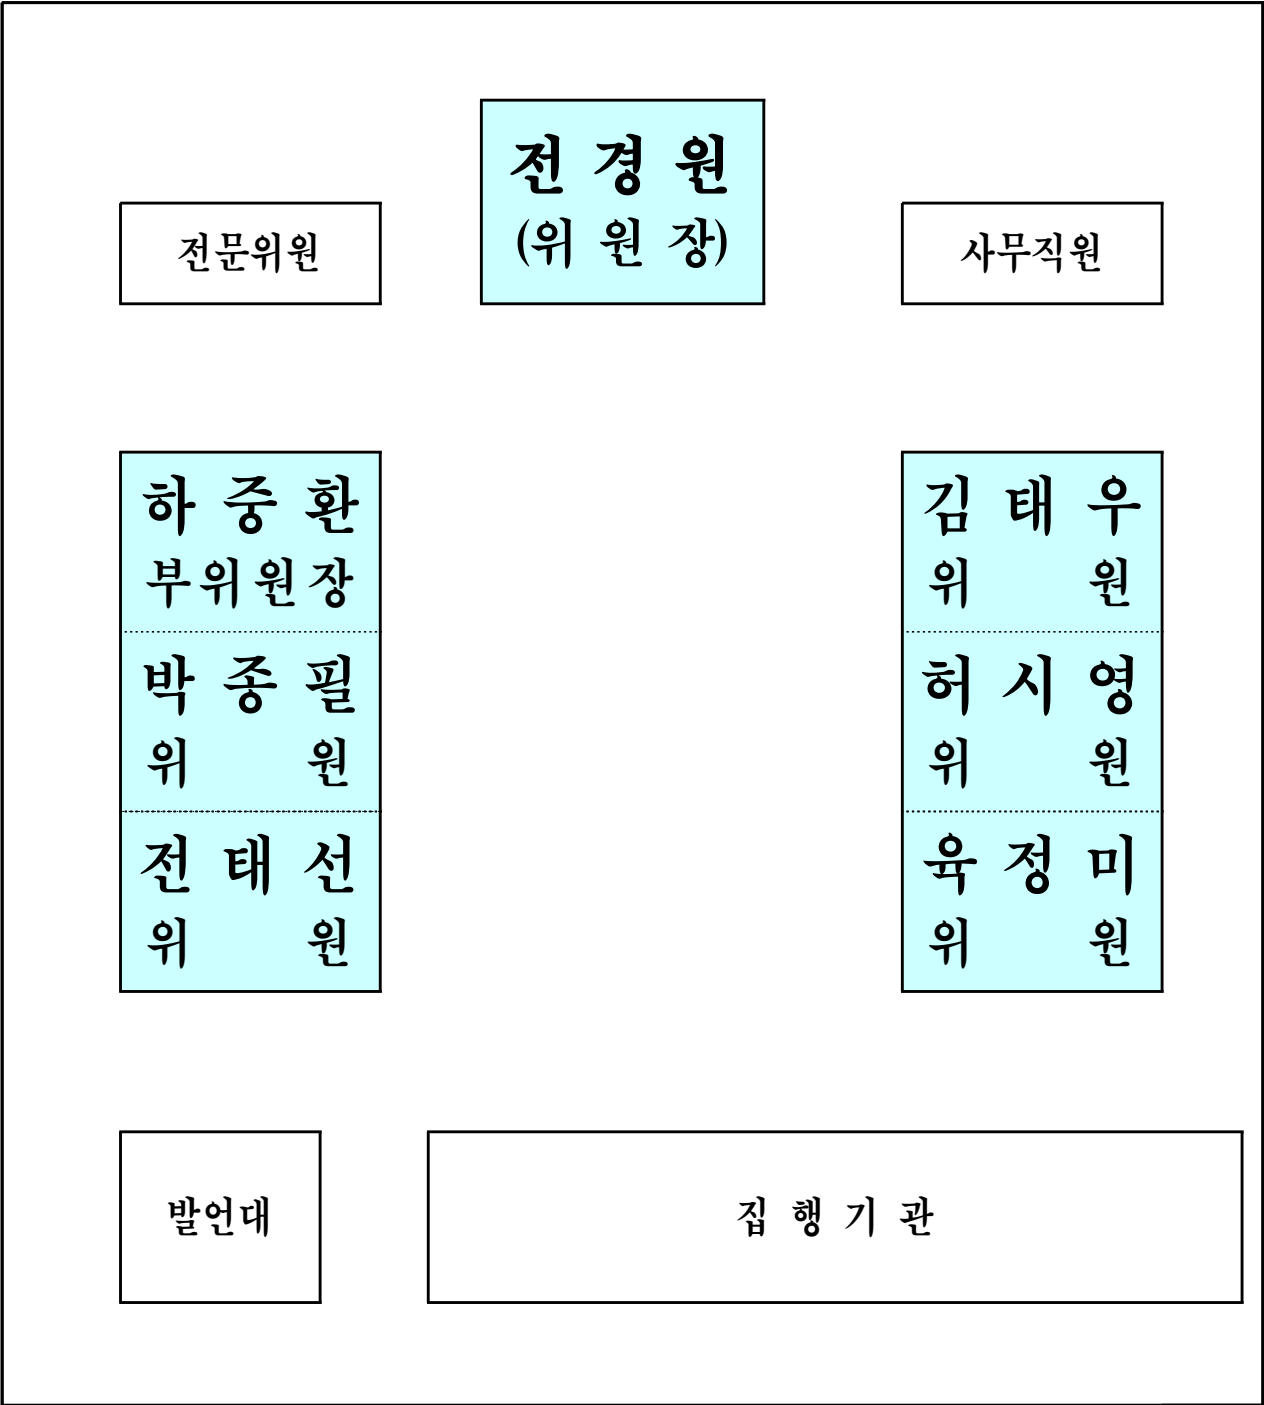 전 경 원
(위 원 장)
전문위원
사무직원
하 중 환
부위원장
박 종 필
위 원
전 태 선
위 원
김 태 우
위 원
허 시 영
위 원
육 정 미
위 원
발언대
집 행 기 관